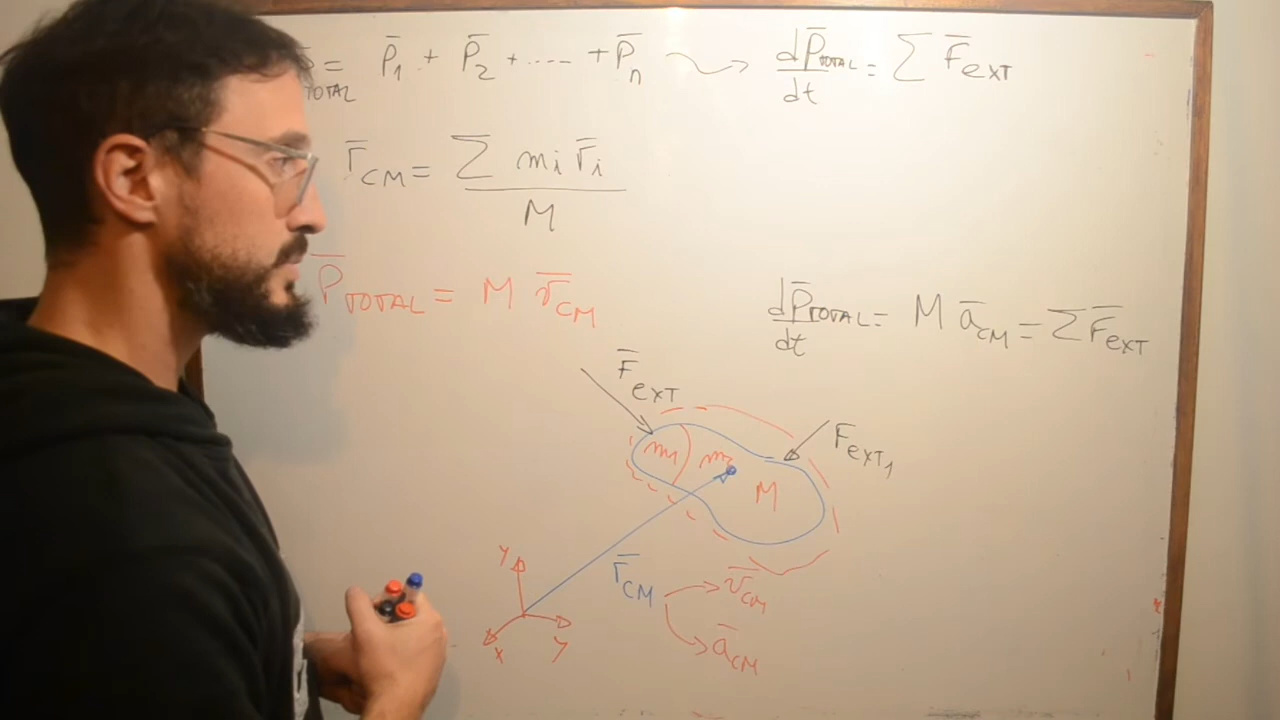 P̄TOTAL = P̄1 + P̄2 + .... + P̄n → dP̄TOTAL/dt = Σ F̄EXT
r̄CM = Σ mi r̄i / M
P̄TOTAL = M v̄CM
dP̄TOTAL/dt = M āCM = Σ F̄EXT
F̄EXT
FEXT1
m1
M
r̄CM → v̄CM
→ āCM
y
x
y